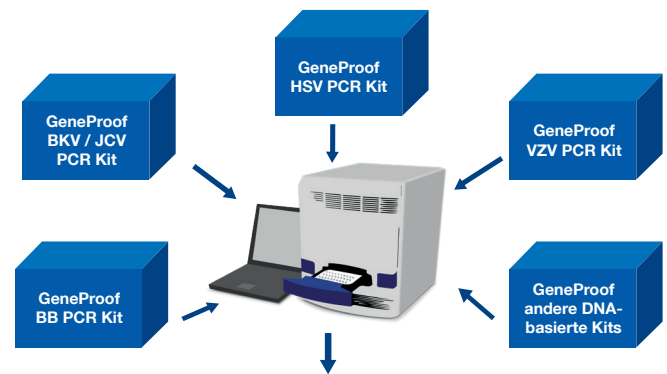 GeneProof
HSV PCR Kit
GeneProof
BKV / JCV
PCR Kit
GeneProof
VZV PCR Kit
GeneProof
BB PCR Kit
GeneProof
andere DNA-
basierte Kits